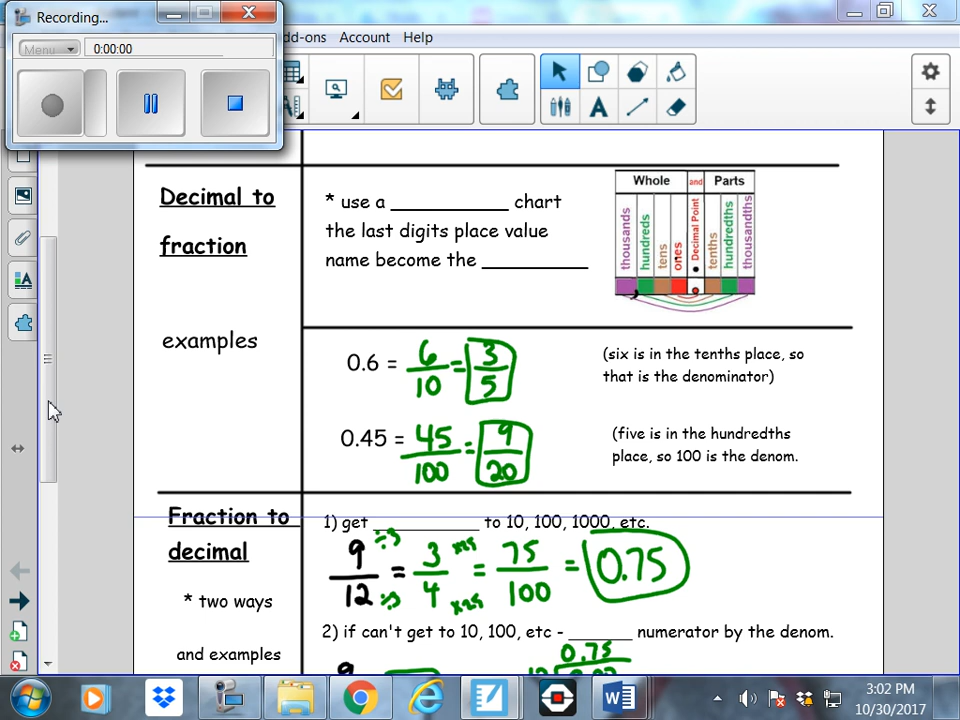 Recording...
Menu
0:00:00
dd-ons Account Help
Decimal to
fraction
* use a ___________ chart
the last digits place value
name become the __________
Whole and Parts
thousands
hundreds
tens
ones
Decimal Point
tenths
hundredths
thousandths
examples
0.6 = 6/10 = 3/5
(six is in the tenths place, so
that is the denominator)
0.45 = 45/100 = 9/20
(five is in the hundredths
place, so 100 is the denom.
Fraction to
decimal
1) get __________ to 10, 100, 1000, etc.
9/12 ÷3 ÷3 = 3/4 x25 x25 = 75/100 = 0.75
* two ways
and examples
2) if can't get to 10, 100, etc - ______ numerator by the denom.
9
0.75
3:02 PM
10/30/2017